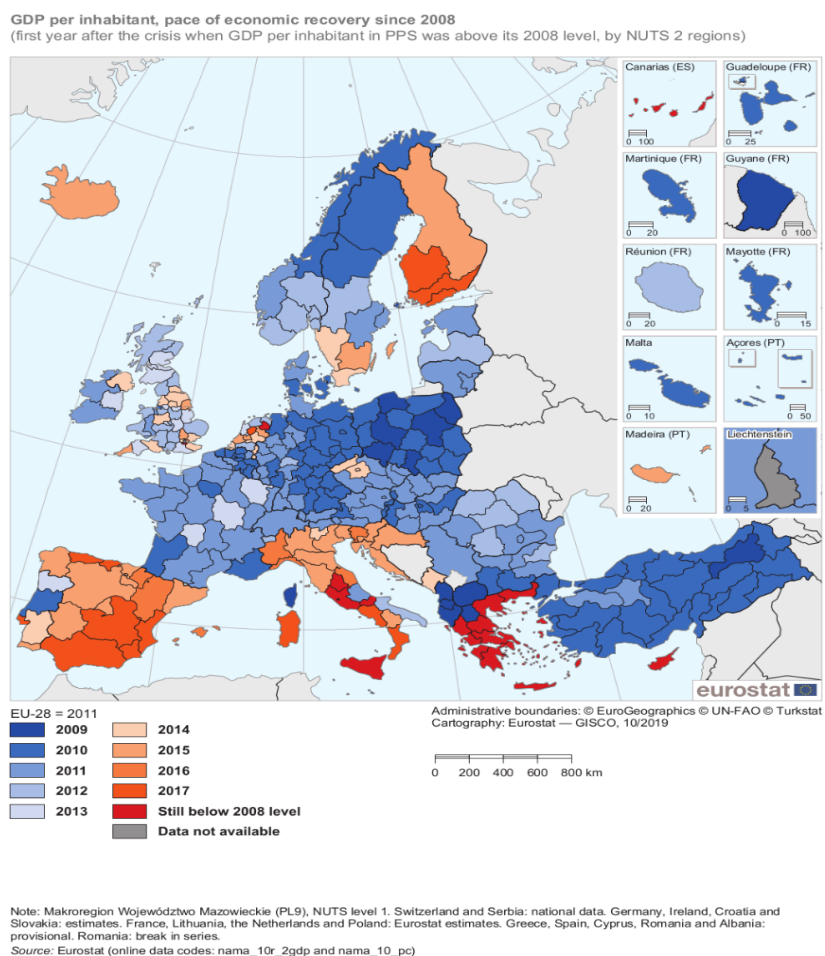 GDP per inhabitant, pace of economic recovery since 2008
(first year after the crisis when GDP per inhabitant in PPS was above its 2008 level, by NUTS 2 regions)
Canarias (ES)
0 100
Guadeloupe (FR)
0 25
Martinique (FR)
0 20
Guyane (FR)
0 100
Réunion (FR)
0 20
Mayotte (FR)
0 15
Malta
0 10
Açores (PT)
0 50
Madeira (PT)
0 20
Liechtenstein
0 5
eurostat
EU-28 = 2011
2009
2010
2011
2012
2013
2014
2015
2016
2017
Still below 2008 level
Data not available
Administrative boundaries: © EuroGeographics © UN-FAO © Turkstat
Cartography: Eurostat — GISCO, 10/2019
0 200 400 600 800 km
Note: Makroregion Województwo Mazowieckie (PL9), NUTS level 1. Switzerland and Serbia: national data. Germany, Ireland, Croatia and
Slovakia: estimates. France, Lithuania, the Netherlands and Poland: Eurostat estimates. Greece, Spain, Cyprus, Romania and Albania:
provisional. Romania: break in series.
Source: Eurostat (online data codes: nama_10r_2gdp and nama_10_pc)